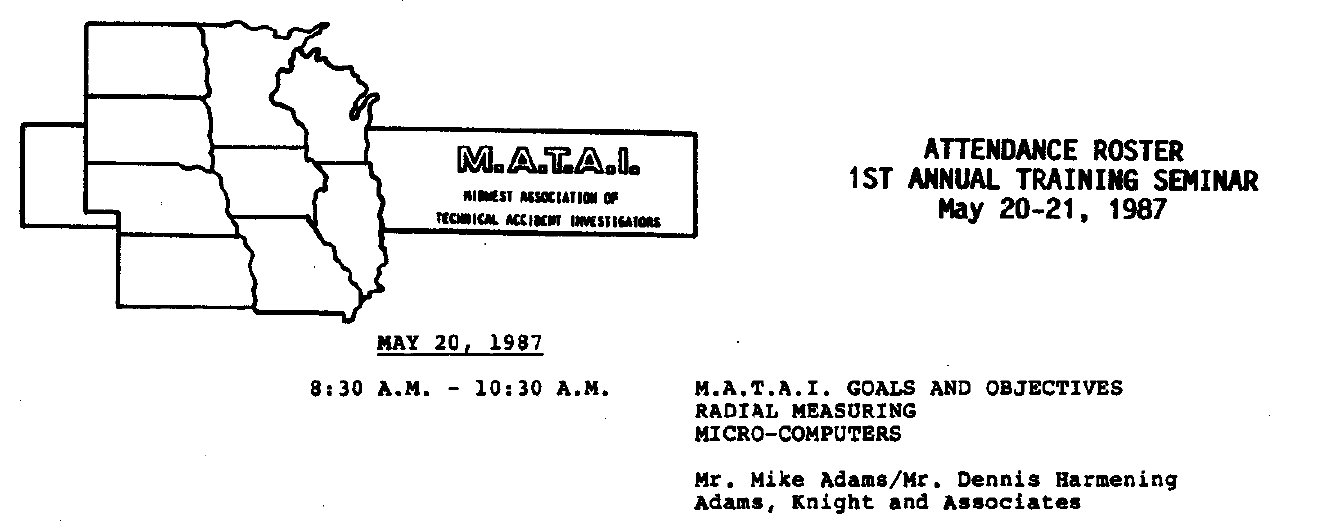 M.A.T.A.I.
MIDWEST ASSOCIATION OF
TECHNICAL ACCIDENT INVESTIGATORS
ATTENDANCE ROSTER
1ST ANNUAL TRAINING SEMINAR
May 20-21, 1987
MAY 20, 1987
8:30 A.M. - 10:30 A.M.
M.A.T.A.I. GOALS AND OBJECTIVES
RADIAL MEASURING
MICRO-COMPUTERS
Mr. Mike Adams/Mr. Dennis Harmening
Adams, Knight and Associates